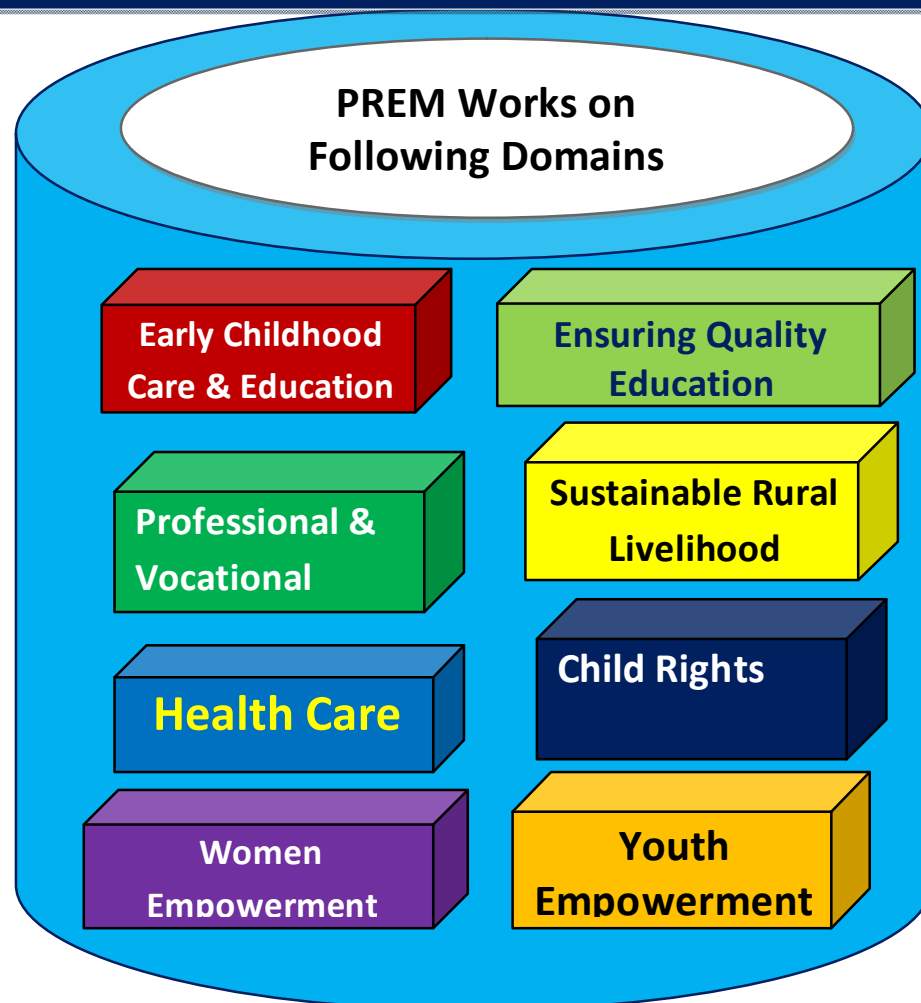 PREM Works on
Following Domains
Early Childhood
Care & Education
Ensuring Quality
Education
Professional &
Vocational
Sustainable Rural
Livelihood
Health Care
Child Rights
Women
Empowerment
Youth
Empowerment